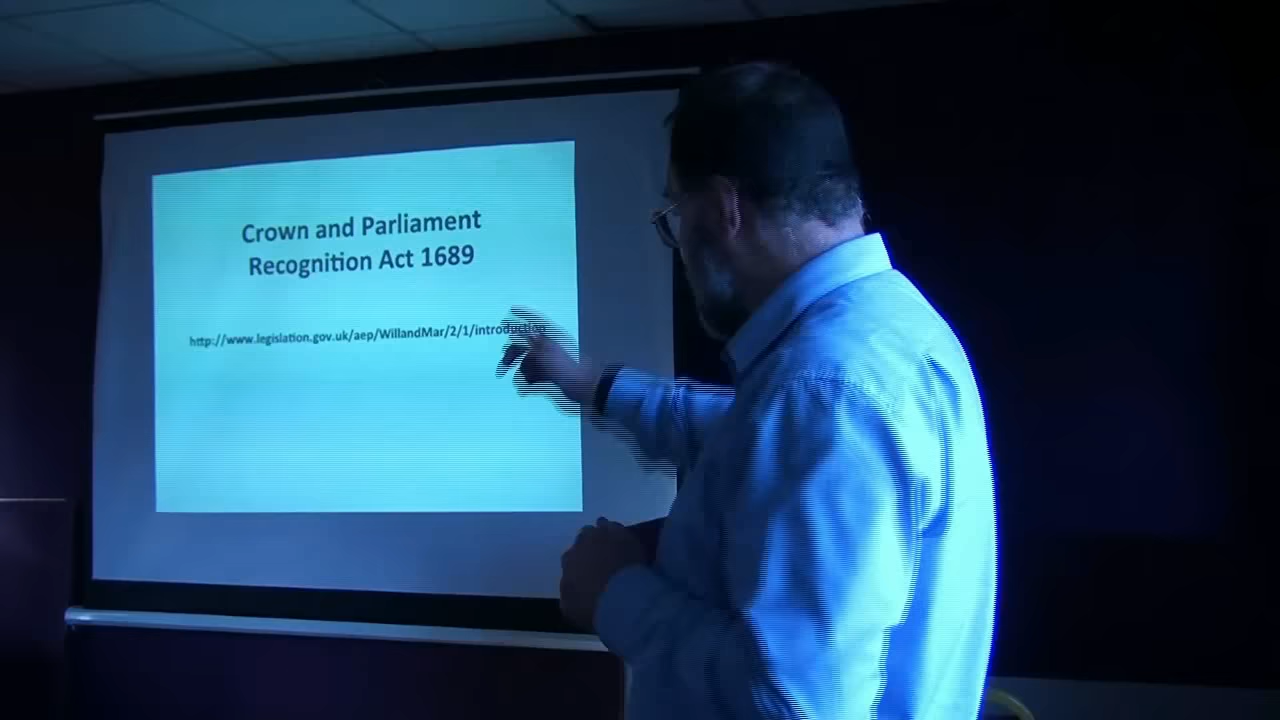 Crown and Parliament
Recognition Act 1689
http://www.legislation.gov.uk/aep/WillandMar/2/1/introduction